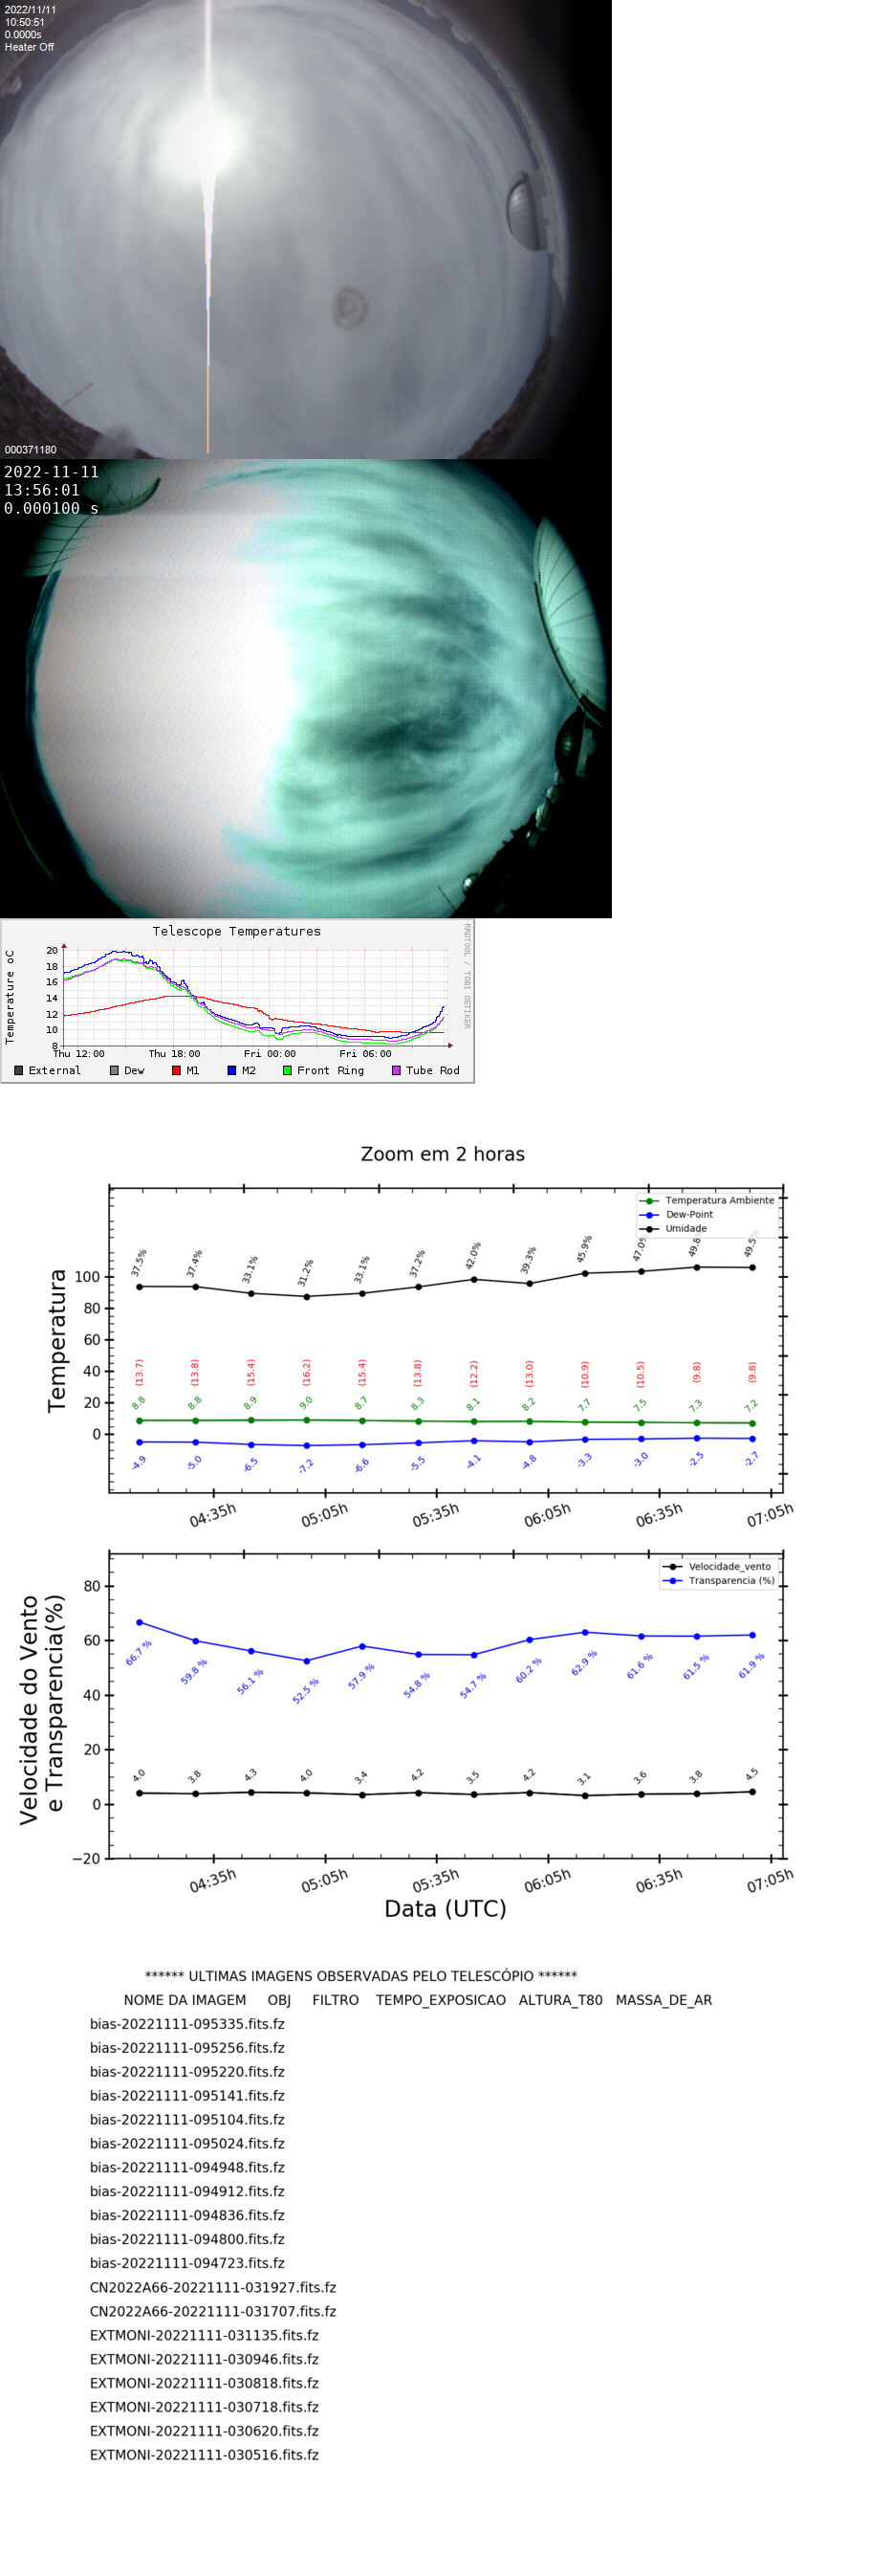 2022/11/11
10:50:51
0.0000s
Heater Off
000371180
2022-11-11
13:56:01
0.000100 s
Telescope Temperatures
RRDTOOL / TOBI OETIKER
Temperature oC
20
18
16
14
12
10
8
Thu 12:00 Thu 18:00 Fri 00:00 Fri 06:00
External Dew M1 M2 Front Ring Tube Rod
Zoom em 2 horas
Temperatura Ambiente
Dew-Point
Umidade
Temperatura
100
80
60
40
20
0
37.5% 37.4% 33.1% 31.2% 33.1% 37.2% 42.0% 39.3% 45.9% 47.0% 49.8% 49.5%
(13.7) (13.8) (15.4) (16.2) (15.4) (13.8) (12.2) (13.0) (10.9) (10.5) (9.8) (9.8)
8.8 8.8 8.9 9.0 8.7 8.3 8.1 8.2 7.7 7.5 7.3 7.2
-4.9 -5.0 -6.5 -7.2 -6.6 -5.5 -4.1 -4.8 -3.3 -3.0 -2.5 -2.7
04:35h 05:05h 05:35h 06:05h 06:35h 07:05h
Velocidade_vento
Transparencia (%)
Velocidade do Vento
e Transparencia(%)
80
60
40
20
0
−20
66.7 % 59.8 % 56.1 % 52.5 % 57.9 % 54.8 % 54.7 % 60.2 % 62.9 % 61.6 % 61.5 % 61.9 %
4.0 3.8 4.3 4.0 3.4 4.2 3.5 4.2 3.1 3.6 3.8 4.5
04:35h 05:05h 05:35h 06:05h 06:35h 07:05h
Data (UTC)
****** ULTIMAS IMAGENS OBSERVADAS PELO TELESCÓPIO ******
NOME DA IMAGEM OBJ FILTRO TEMPO_EXPOSICAO ALTURA_T80 MASSA_DE_AR
bias-20221111-095335.fits.fz
bias-20221111-095256.fits.fz
bias-20221111-095220.fits.fz
bias-20221111-095141.fits.fz
bias-20221111-095104.fits.fz
bias-20221111-095024.fits.fz
bias-20221111-094948.fits.fz
bias-20221111-094912.fits.fz
bias-20221111-094836.fits.fz
bias-20221111-094800.fits.fz
bias-20221111-094723.fits.fz
CN2022A66-20221111-031927.fits.fz
CN2022A66-20221111-031707.fits.fz
EXTMONI-20221111-031135.fits.fz
EXTMONI-20221111-030946.fits.fz
EXTMONI-20221111-030818.fits.fz
EXTMONI-20221111-030718.fits.fz
EXTMONI-20221111-030620.fits.fz
EXTMONI-20221111-030516.fits.fz